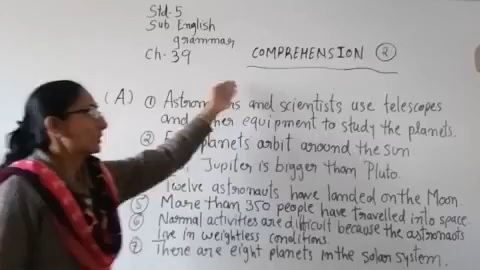 Std-5
Sub English
grammar
Ch-39
COMPREHENSION 2
(A) 1 and scientists use telescopes
and equipment to study the planets.
2 planets orbit around the sun
Jupiter is bigger than Pluto.
Twelve astronauts have landed on the Moon
5 More than 350 people have travelled into space
6 Normal activities are difficult because the astronauts
live in weightless conditions.
7 There are eight planets in the solar system.